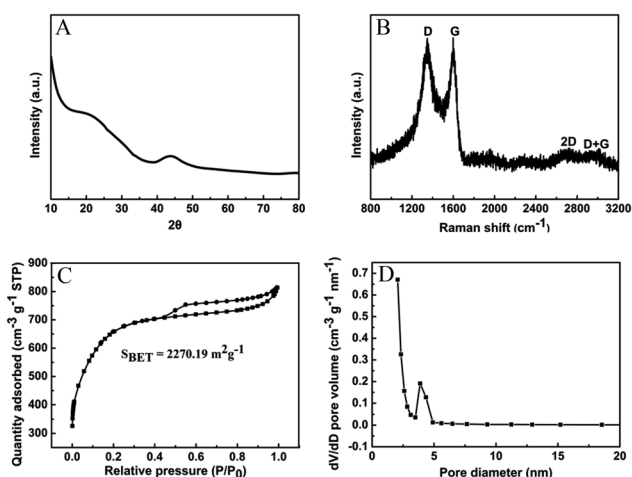 A
Intensity (a.u.)
10 20 30 40 50 60 70 80
2θ
B
D G
2D D+G
Intensity (a.u.)
800 1200 1600 2000 2400 2800 3200
Raman shift (cm-1)
C
900
800
700
600
500
400
300
Quantity adsorbed (cm-3 g-1 STP)
SBET = 2270.19 m2g-1
0.0 0.2 0.4 0.6 0.8 1.0
Relative pressure (P/P0)
D
0.7
0.6
0.5
0.4
0.3
0.2
0.1
0.0
-0.1
dV/dD pore volume (cm-3 g-1 nm-1)
0 5 10 15 20
Pore diameter (nm)